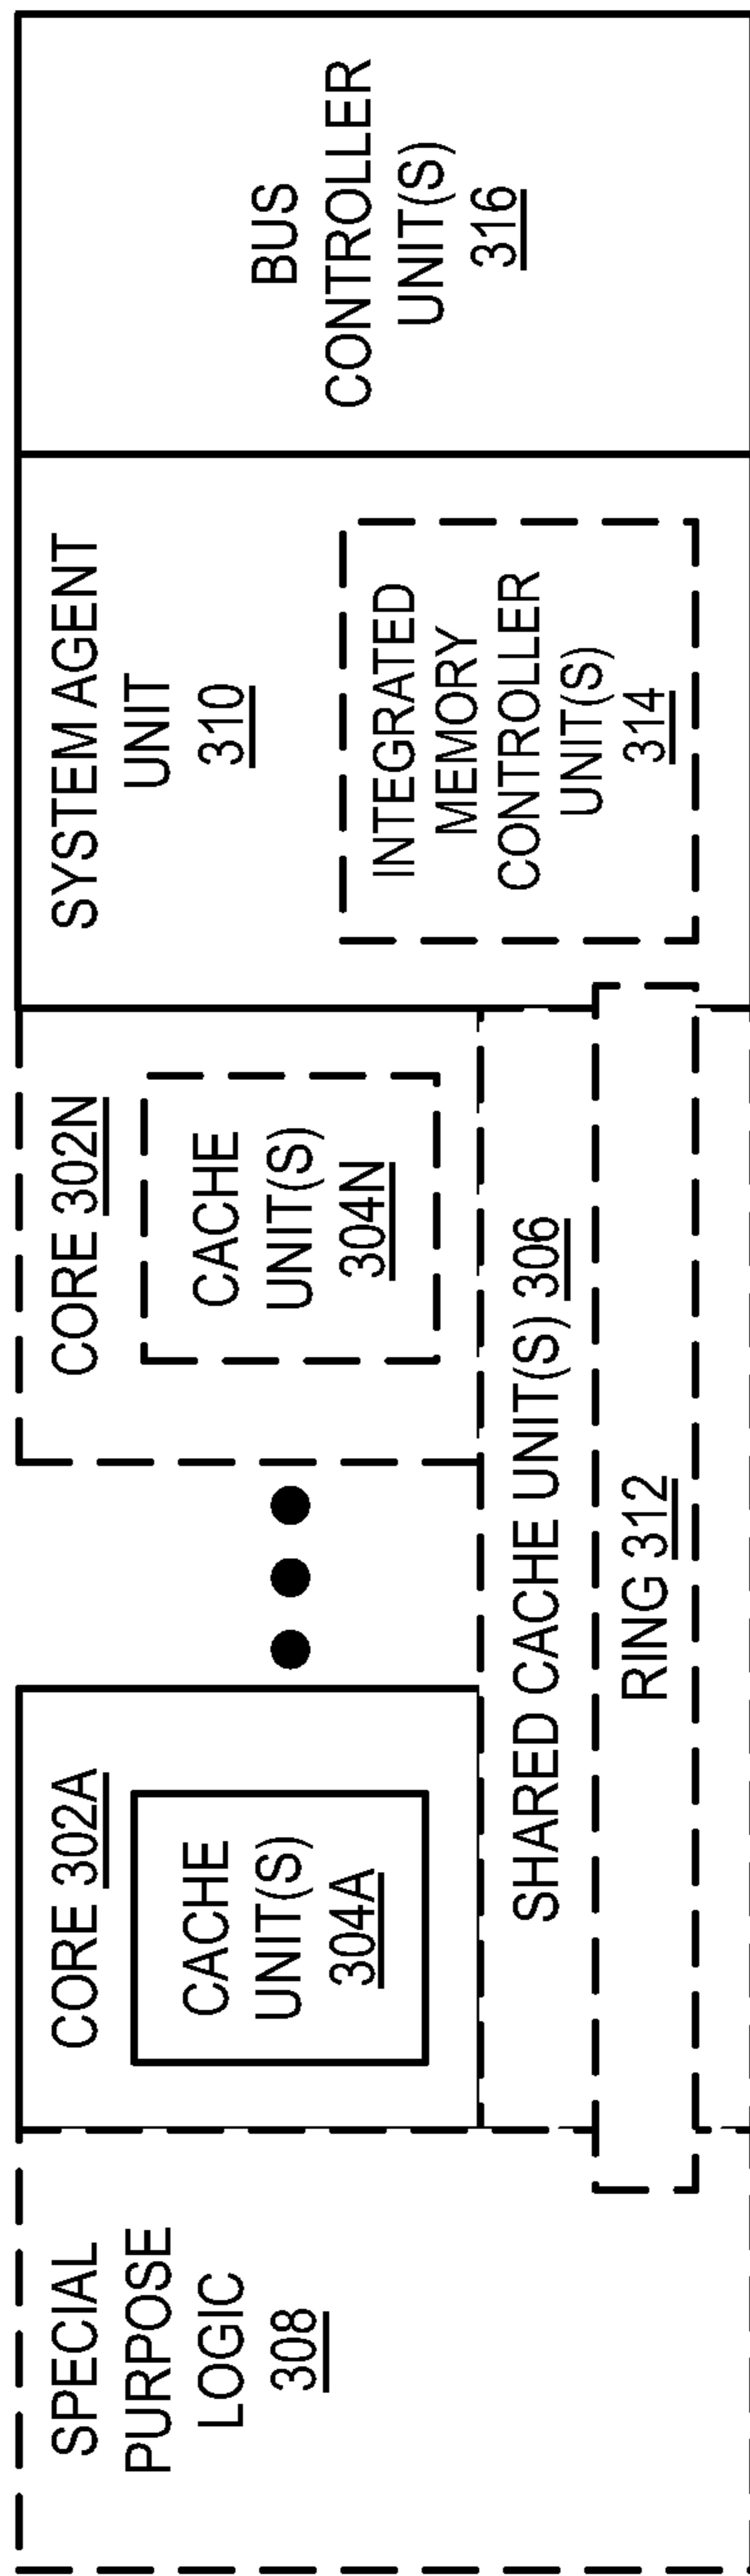 SPECIAL
PURPOSE
LOGIC
308
CORE 302A
CACHE
UNIT(S)
304A
CORE 302N
CACHE
UNIT(S)
304N
SHARED CACHE UNIT(S) 306
RING 312
SYSTEM AGENT
UNIT
310
INTEGRATED
MEMORY
CONTROLLER
UNIT(S)
314
BUS
CONTROLLER
UNIT(S)
316